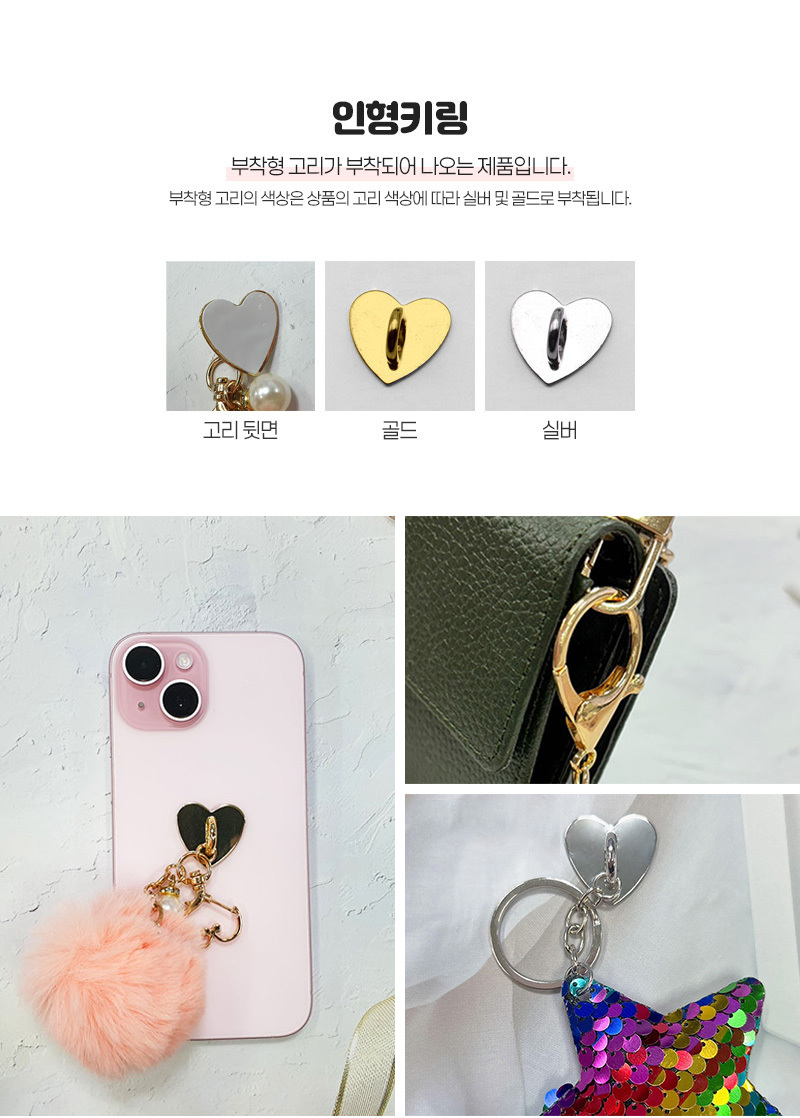 인형키링
부착형 고리가 부착되어 나오는 제품입니다.
부착형 고리의 색상은 상품의 고리 색상에 따라 실버 및 골드로 부착됩니다.
고리 뒷면
골드
실버